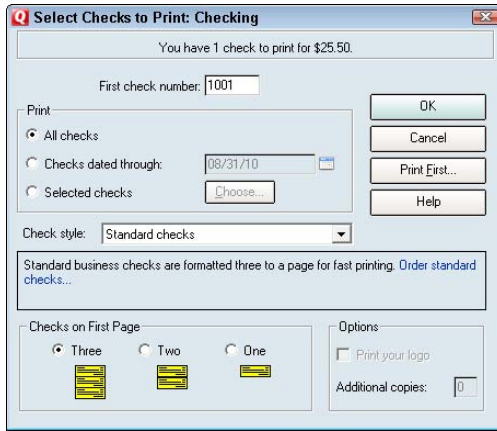 Select Checks to Print: Checking
You have 1 check to print for $25.50.
First check number: 1001
Print
All checks
Checks dated through: 08/31/10
Selected checks Choose...
OK
Cancel
Print First...
Help
Check style: Standard checks
Standard business checks are formatted three to a page for fast printing. Order standard
checks...
Checks on First Page
Three Two One
Options
Print your logo
Additional copies: 0